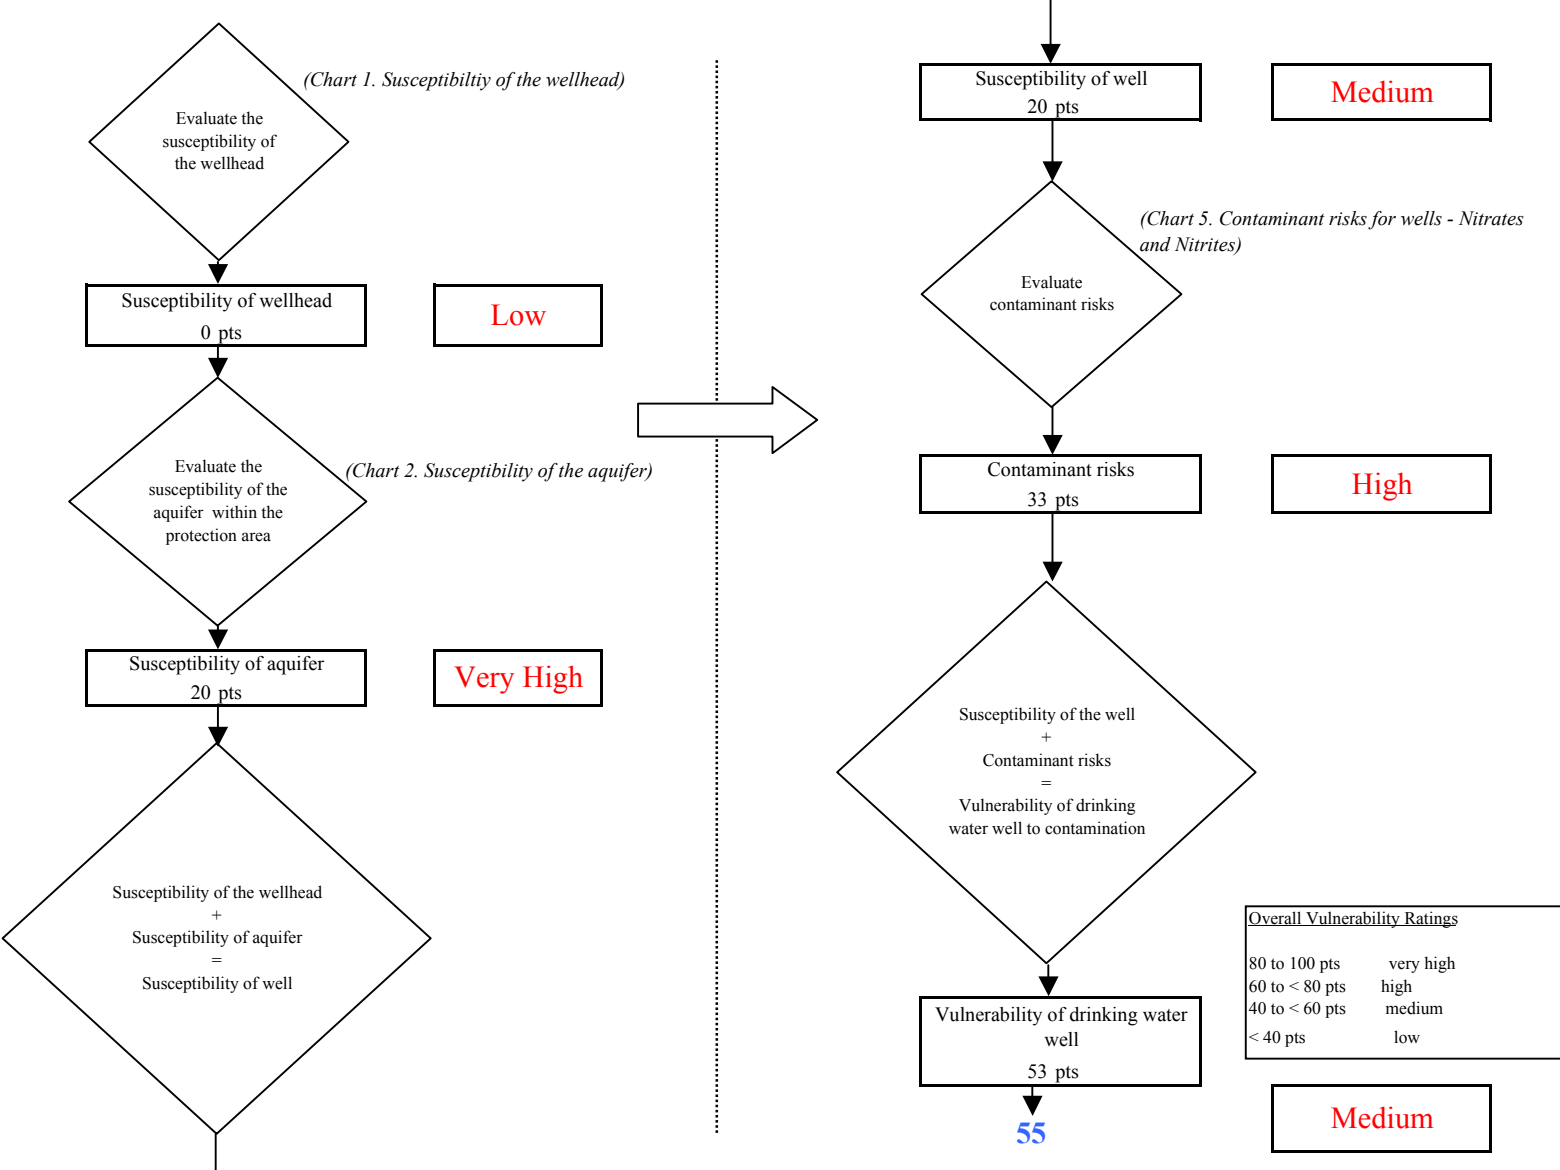 (Chart 1. Susceptibiltiy of the wellhead)
Evaluate the
susceptibility of
the wellhead
Susceptibility of wellhead
0 pts
Low
Evaluate the
susceptibility of the
aquifer within the
protection area
(Chart 2. Susceptibility of the aquifer)
Susceptibility of aquifer
20 pts
Very High
Susceptibility of the wellhead
+
Susceptibility of aquifer
=
Susceptibility of well
Susceptibility of well
20 pts
Medium
(Chart 5. Contaminant risks for wells - Nitrates
and Nitrites)
Evaluate
contaminant risks
Contaminant risks
33 pts
High
Susceptibility of the well
+
Contaminant risks
=
Vulnerability of drinking
water well to contamination
Overall Vulnerability Ratings
80 to 100 pts very high
60 to < 80 pts high
40 to < 60 pts medium
< 40 pts low
Vulnerability of drinking water
well
53 pts
55
Medium